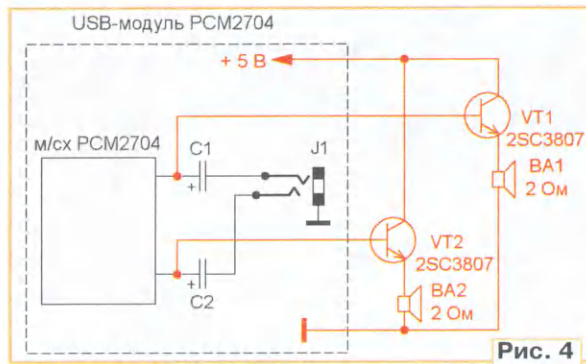 USB-модуль PCM2704
+ 5 В
м/сх PCM2704
C1
J1
VT1
2SC3807
BA1
2 Ом
VT2
2SC3807
C2
BA2
2 Ом
+
+
Рис. 4